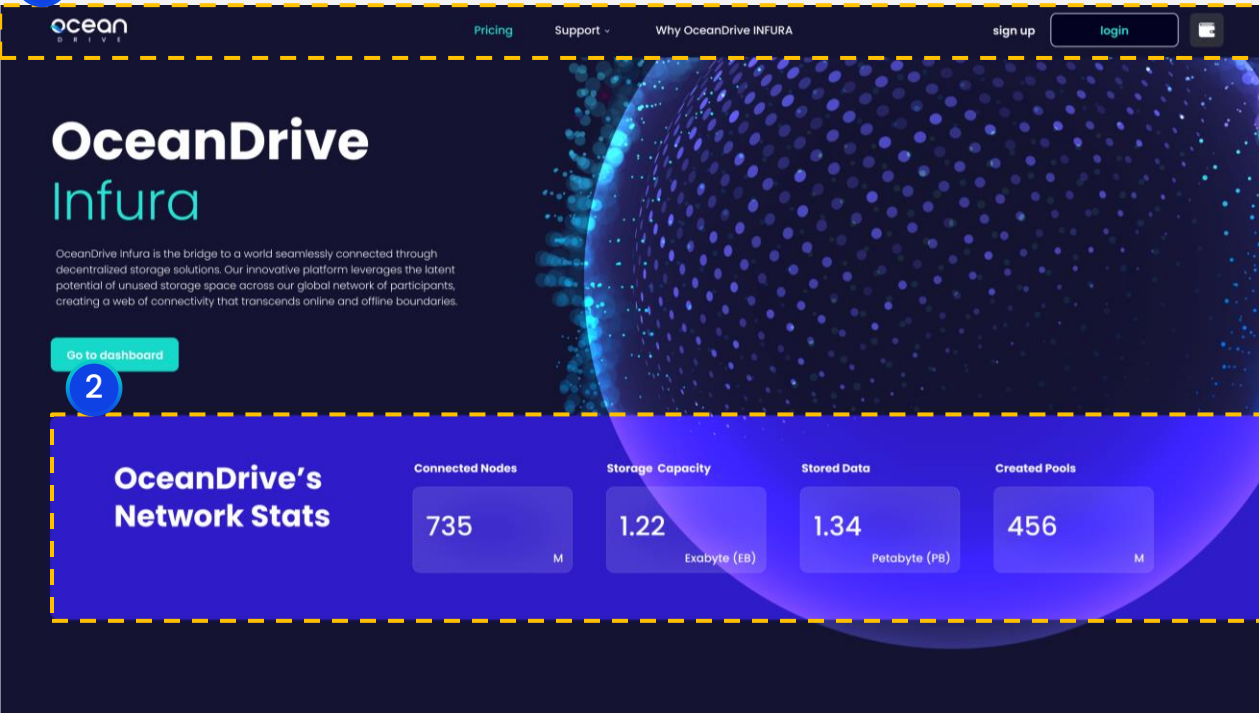 ocean
DRIVE
Pricing
Support
Why OceanDrive INFURA
sign up
login
OceanDrive
Infura
OceanDrive Infura is the bridge to a world seamlessly connected through
decentralized storage solutions. Our innovative platform leverages the latent
potential of unused storage space across our global network of participants,
creating a web of connectivity that transcends online and offline boundaries.
Go to dashboard
2
OceanDrive’s
Network Stats
Connected Nodes
735
M
Storage Capacity
1.22
Exabyte (EB)
Stored Data
1.34
Petabyte (PB)
Created Pools
456
M